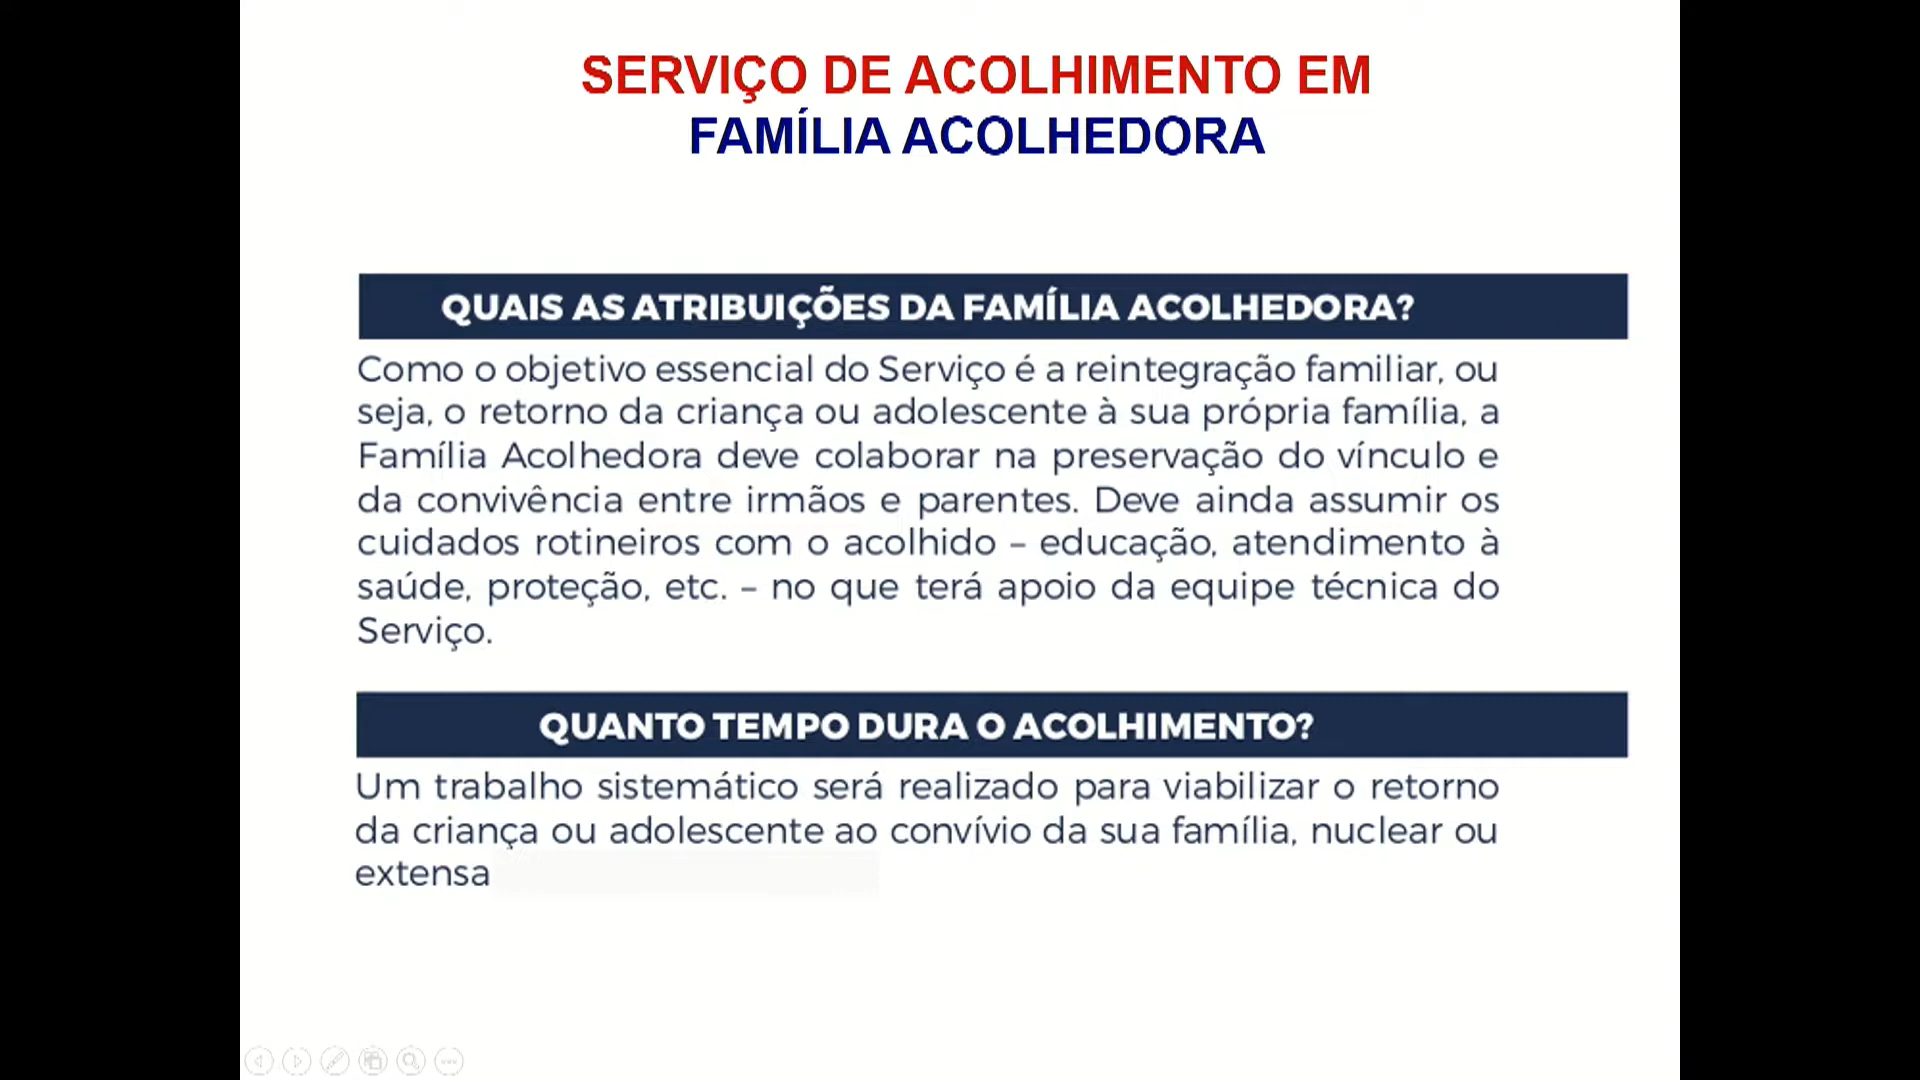 SERVIÇO DE ACOLHIMENTO EM
FAMÍLIA ACOLHEDORA
QUAIS AS ATRIBUIÇÕES DA FAMÍLIA ACOLHEDORA?
Como o objetivo essencial do Serviço é a reintegração familiar, ou
seja, o retorno da criança ou adolescente à sua própria família, a
Família Acolhedora deve colaborar na preservação do vínculo e
da convivência entre irmãos e parentes. Deve ainda assumir os
cuidados rotineiros com o acolhido – educação, atendimento à
saúde, proteção, etc. – no que terá apoio da equipe técnica do
Serviço.
QUANTO TEMPO DURA O ACOLHIMENTO?
Um trabalho sistemático será realizado para viabilizar o retorno
da criança ou adolescente ao convívio da sua família, nuclear ou
extensa